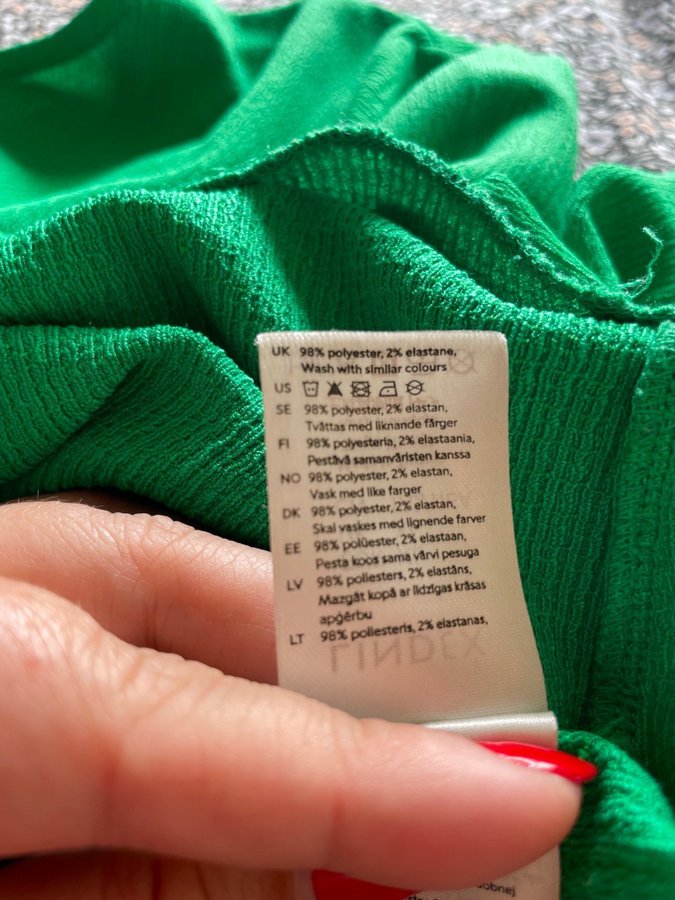 UK 98% polyester, 2% elastane,
Wash with similar colours
US
SE 98% polyester, 2% elastan,
Tvättas med liknande färger
FI 98% polyesteria, 2% elastaania,
Pestävä samanväristen kanssa
NO 98% polyester, 2% elastan,
Vask med like farger
DK 98% polyester, 2% elastan,
Skal vaskes med lignende farver
EE 98% polüester, 2% elastaan,
Pesta koos sama värvi pesuga
LV 98% poliesters, 2% elastāns,
Mazgāt kopā ar līdzīgas krāsas
apģērbu
LT 98% poliesteris, 2% elastanas,
LINDEX